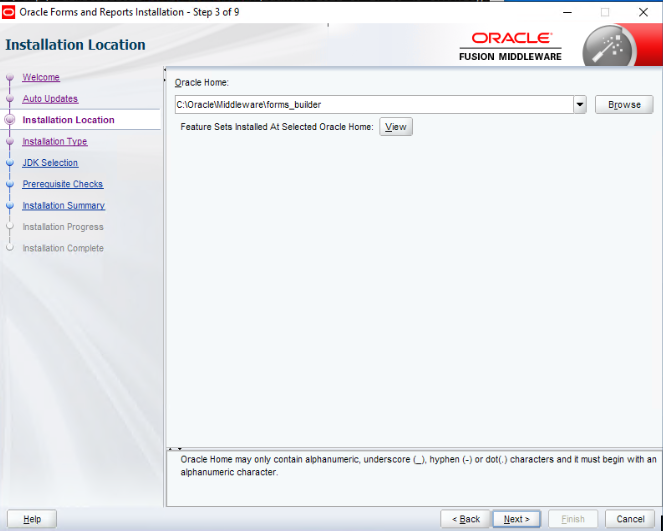 Oracle Forms and Reports Installation - Step 3 of 9
Installation Location
ORACLE
FUSION MIDDLEWARE
Welcome
Auto Updates
Installation Location
Installation Type
JDK Selection
Prerequisite Checks
Installation Summary
Installation Progress
Installation Complete
Oracle Home:
C:\Oracle\Middleware\forms_builder
Browse
Feature Sets Installed At Selected Oracle Home: View
Oracle Home may only contain alphanumeric, underscore (_), hyphen (-) or dot(.) characters and it must begin with an
alphanumeric character.
Help
< Back Next > Finish Cancel